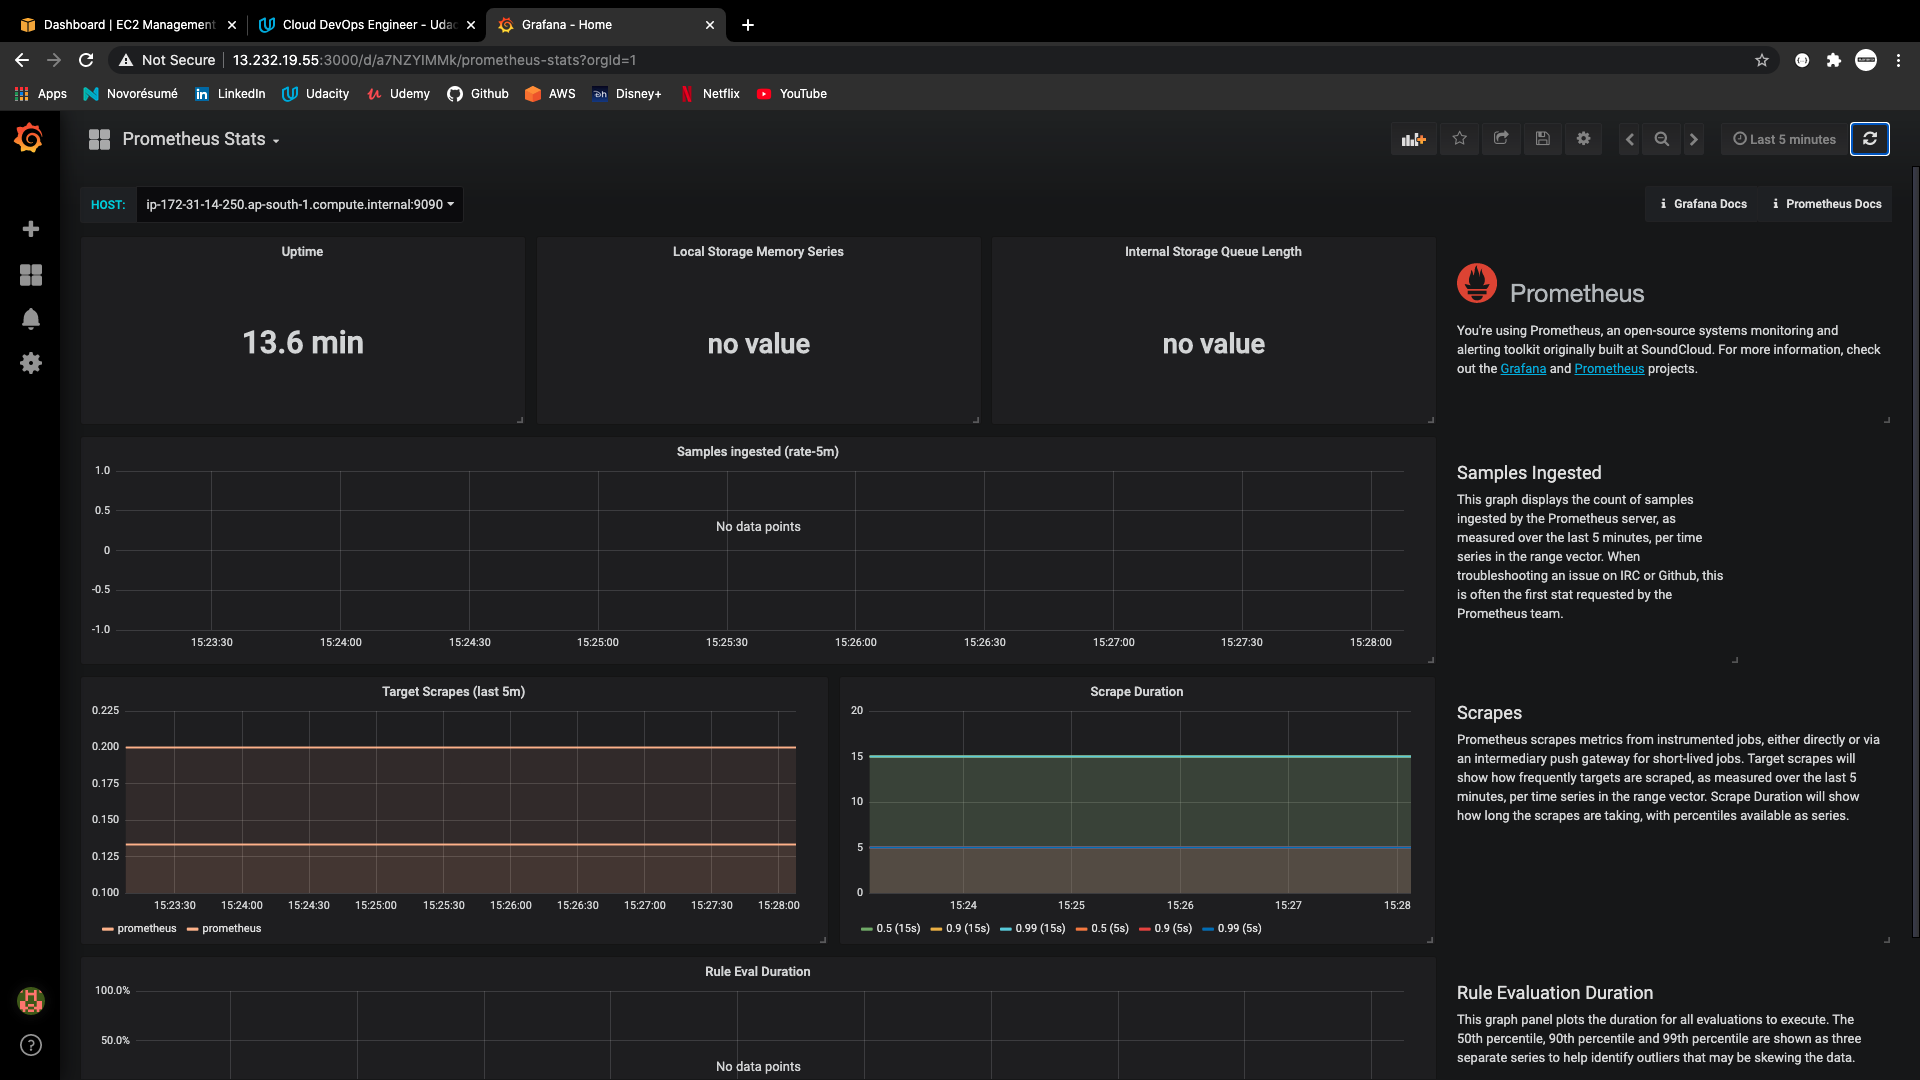 Dashboard | EC2 Management
Cloud DevOps Engineer - Udac
Grafana - Home
Not Secure
13.232.19.55:3000/d/a7NZYIMMk/prometheus-stats?orgId=1
Apps
Novorésumé
LinkedIn
Udacity
Udemy
Github
AWS
Disney+
Netflix
YouTube
Prometheus Stats
Last 5 minutes
HOST:
ip-172-31-14-250.ap-south-1.compute.internal:9090
Grafana Docs
Prometheus Docs
Uptime
13.6 min
Local Storage Memory Series
no value
Internal Storage Queue Length
no value
Prometheus
You're using Prometheus, an open-source systems monitoring and
alerting toolkit originally built at SoundCloud. For more information, check
out the Grafana and Prometheus projects.
Samples ingested (rate-5m)
1.0
0.5
0
-0.5
-1.0
No data points
15:23:30 15:24:00 15:24:30 15:25:00 15:25:30 15:26:00 15:26:30 15:27:00 15:27:30 15:28:00
Samples Ingested
This graph displays the count of samples
ingested by the Prometheus server, as
measured over the last 5 minutes, per time
series in the range vector. When
troubleshooting an issue on IRC or Github, this
is often the first stat requested by the
Prometheus team.
Target Scrapes (last 5m)
0.225
0.200
0.175
0.150
0.125
0.100
15:23:30 15:24:00 15:24:30 15:25:00 15:25:30 15:26:00 15:26:30 15:27:00 15:27:30 15:28:00
prometheus prometheus
Scrape Duration
20
15
10
5
0
15:24 15:25 15:26 15:27 15:28
0.5 (15s) 0.9 (15s) 0.99 (15s) 0.5 (5s) 0.9 (5s) 0.99 (5s)
Scrapes
Prometheus scrapes metrics from instrumented jobs, either directly or via
an intermediary push gateway for short-lived jobs. Target scrapes will
show how frequently targets are scraped, as measured over the last 5
minutes, per time series in the range vector. Scrape Duration will show
how long the scrapes are taking, with percentiles available as series.
Rule Eval Duration
100.0%
50.0%
No data points
Rule Evaluation Duration
This graph panel plots the duration for all evaluations to execute. The
50th percentile, 90th percentile and 99th percentile are shown as three
separate series to help identify outliers that may be skewing the data.